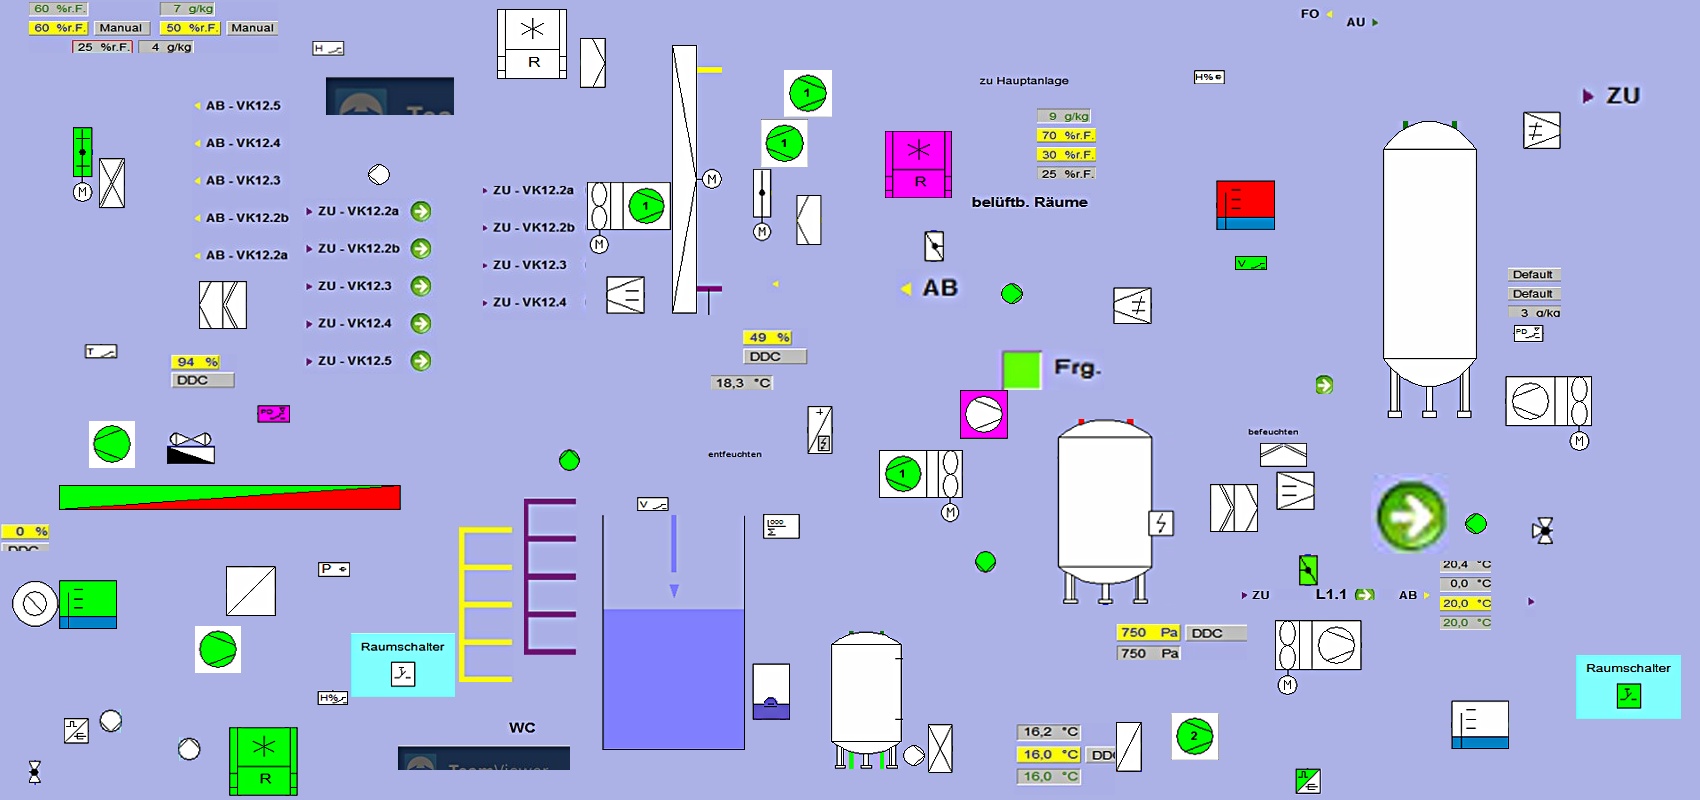 60 %r.F.
7 g/kg
60 %r.F. Manual
50 %r.F. Manual
25 %r.F. 4 g/kg
H
R
FO
AU
zu Hauptanlage
H%
ZU
AB - VK12.5
AB - VK12.4
AB - VK12.3
AB - VK12.2b
AB - VK12.2a
M
1
1
9 g/kg
70 %r.F.
30 %r.F.
25 %r.F.
R
belüftb. Räume
ZU - VK12.2a
ZU - VK12.2b
ZU - VK12.3
ZU - VK12.4
ZU - VK12.5
ZU - VK12.2a
ZU - VK12.2b
ZU - VK12.3
ZU - VK12.4
1
M
M
M
V
AB
Default
Default
3 g/kg
PD
T
94 %
DDC
49 %
DDC
18,3 °C
Frg.
PD
+
entfeuchten
befeuchten
1
M
M
V
1000
Σ
0 %
DDC
P
20,4 °C
0,0 °C
20,0 °C
20,0 °C
ZU
L1.1
AB
750 Pa DDC
750 Pa
M
Raumschalter
Raumschalter
H%
WC
TeamViewer
R
16,2 °C
16,0 °C DDC
16,0 °C
2